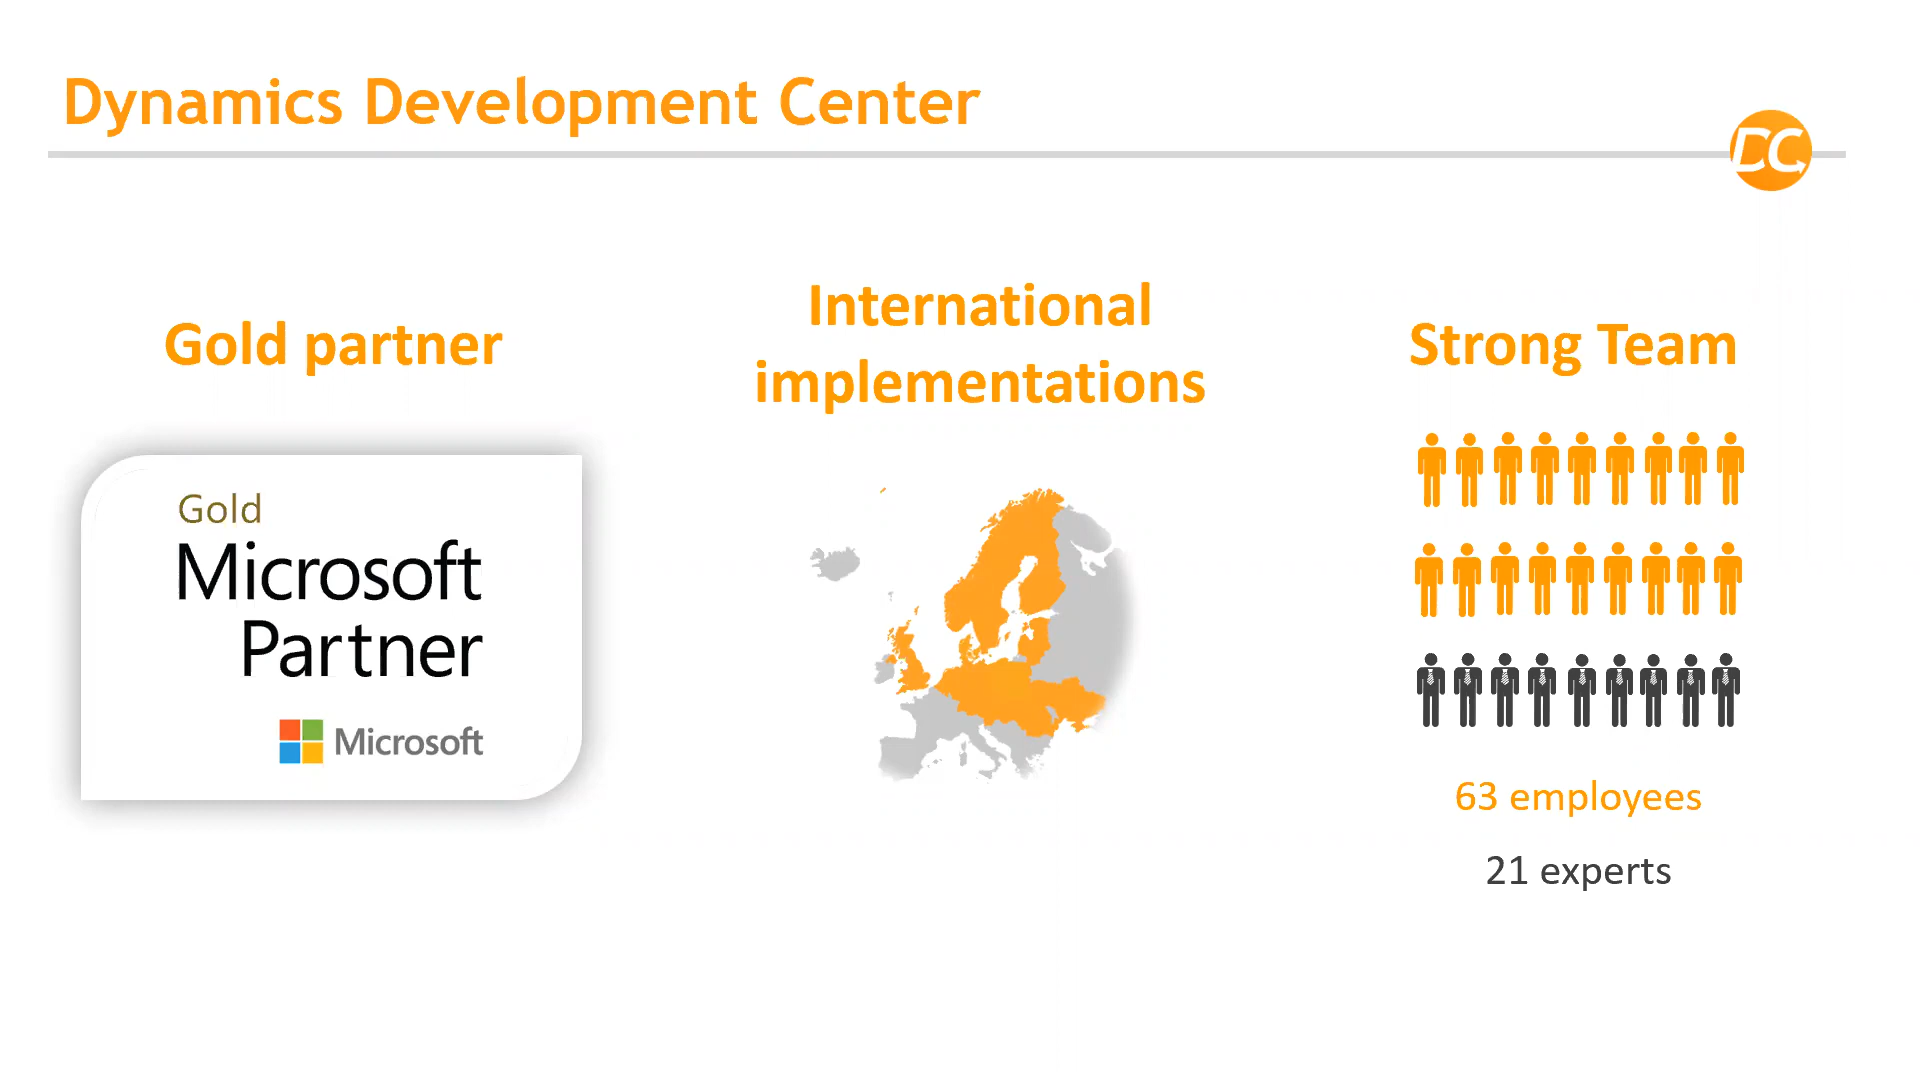 Dynamics Development Center
DC
Gold partner
Gold
Microsoft
Partner
Microsoft
International
implementations
Strong Team
63 employees
21 experts